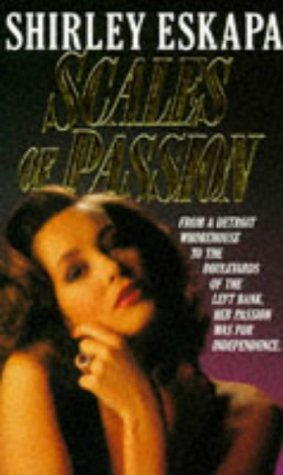 SHIRLEY ESKAPA
SCALES
OF PASSION
FROM A DETROIT
WHOREHOUSE
TO THE
BOULEVARDS
OF THE
LEFT BANK,
HER PASSION
WAS FOR
INDEPENDENCE.